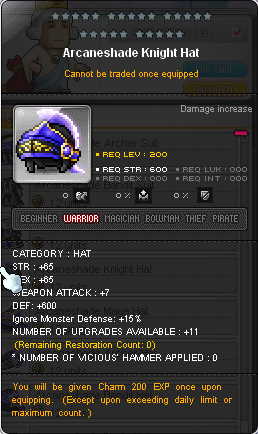 Arcaneshade Knight Hat
Cannot be traded once equipped
Damage increase
REQ LEV : 200
REQ STR : 600
REQ LUK : 000
REQ DEX : 000
REQ INT : 000
0 %
0 %
0 %
BEGINNER WARRIOR MAGICIAN BOWMAN THIEF PIRATE
CATEGORY : HAT
STR : +65
DEX : +65
WEAPON ATTACK : +7
DEF: +600
Ignore Monster Defense: +15%
NUMBER OF UPGRADES AVAILABLE : +11
(Remaining Restoration Count: 0)
* NUMBER OF VICIOUS' HAMMER APPLIED : 0
You will be given Charm 200 EXP once upon
equipping. (Except upon exceeding daily limit or
maximum count. )